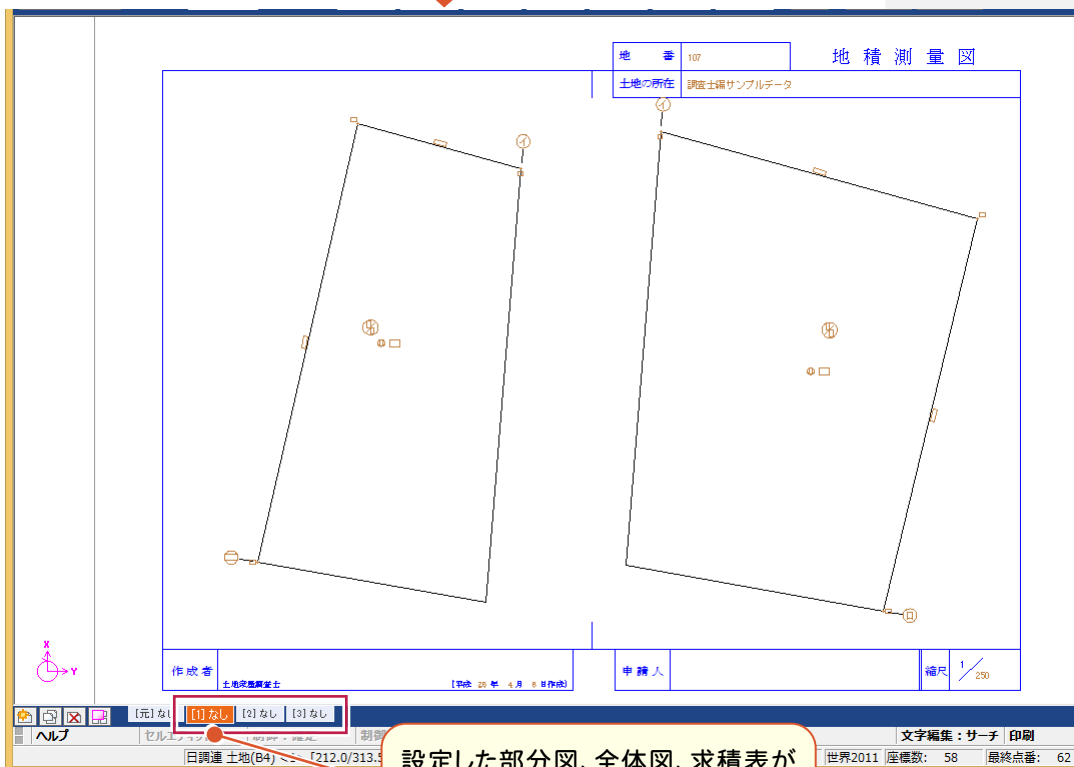 地 番 107 地積測量図
土地の所在 調査士編サンプルデータ
イ イ
ニ
ロ
X
Y
作成者 土地家屋調査士 [平成 25 年 4 月 8 日作成] 申請人 縮尺 1/250
[1]なし [2]なし [3]なし
ヘルプ 文字編集：サーチ 印刷
設定した部分図、全体図、求積表が
日調連 土地(B4) 世界2011 座標数: 58 最終点番: 62